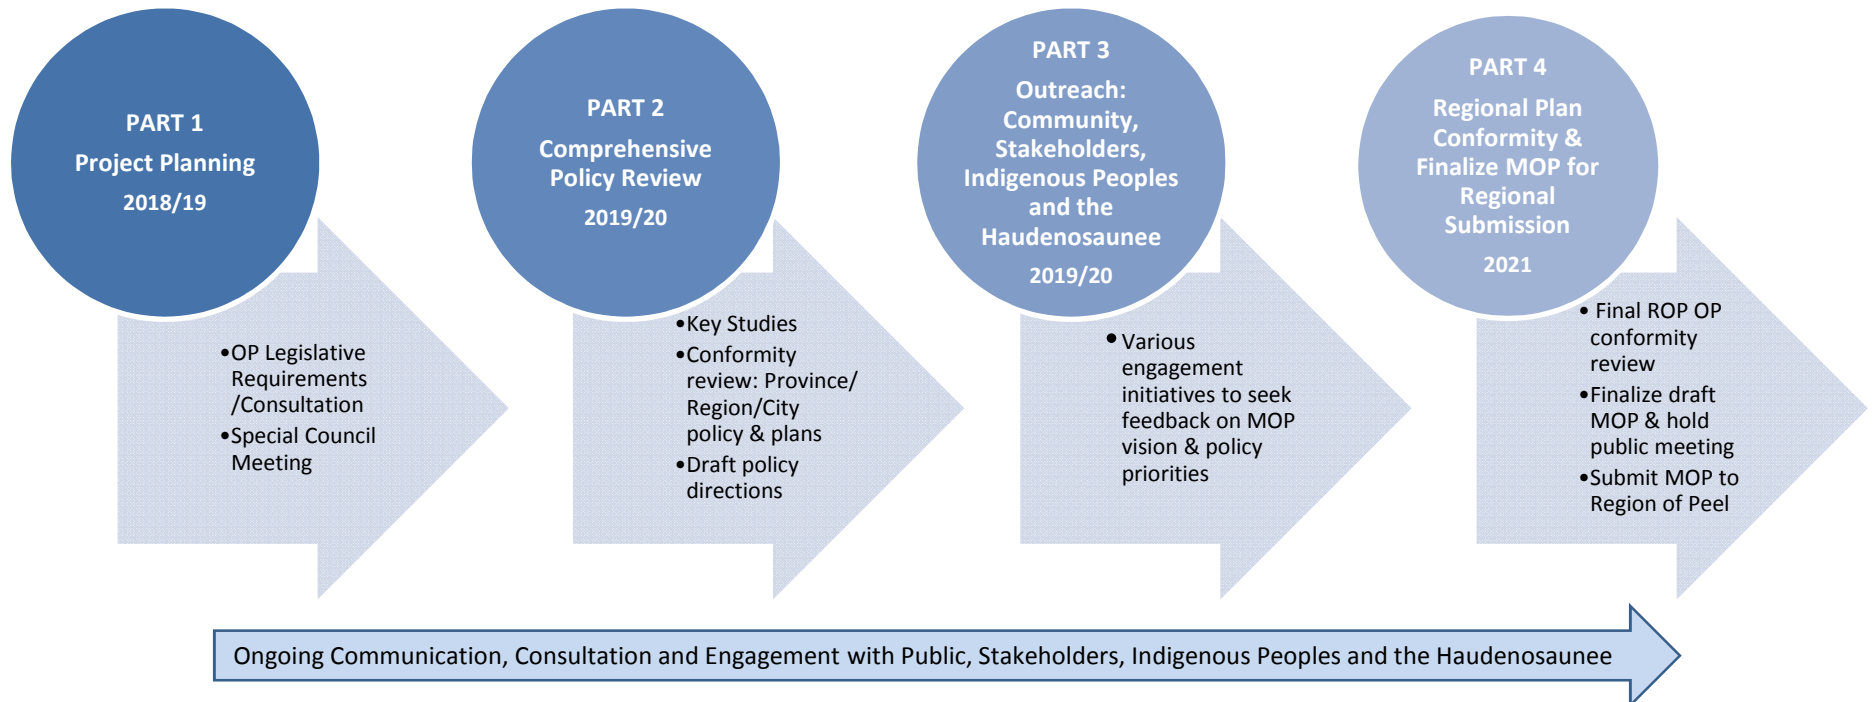 PART 1
Project Planning
2018/19
•OP Legislative
Requirements
/Consultation
•Special Council
Meeting
PART 2
Comprehensive
Policy Review
2019/20
•Key Studies
•Conformity
review: Province/
Region/City
policy & plans
•Draft policy
directions
PART 3
Outreach:
Community,
Stakeholders,
Indigenous Peoples
and the
Haudenosaunee
2019/20
•Various
engagement
initiatives to seek
feedback on MOP
vision & policy
priorities
PART 4
Regional Plan
Conformity &
Finalize MOP for
Regional
Submission
2021
• Final ROP OP
conformity
review
•Finalize draft
MOP & hold
public meeting
•Submit MOP to
Region of Peel
Ongoing Communication, Consultation and Engagement with Public, Stakeholders, Indigenous Peoples and the Haudenosaunee